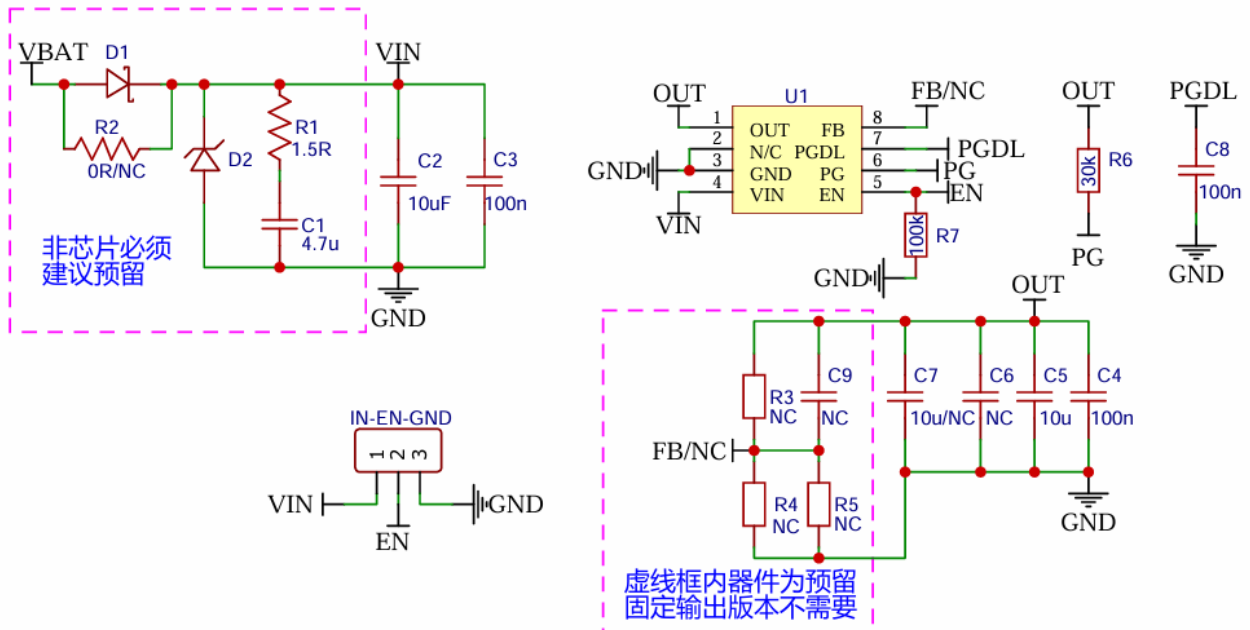 VBAT
D1
VIN
R2
0R/NC
D2
R1
1.5R
C1
4.7u
C2
10uF
C3
100n
GND
非芯片必须
建议预留
OUT
U1
FB/NC
1
OUT
FB
8
2
N/C
PGDL
7
PGDL
GND
3
GND
PG
6
PG
4
VIN
EN
5
EN
VIN
100k
R7
GND
OUT
30k
R6
PG
PGDL
C8
100n
GND
IN-EN-GND
1
2
3
VIN
EN
GND
OUT
R3
NC
C9
NC
C7
10u/NC
C6
NC
C5
10u
C4
100n
FB/NC
R4
NC
R5
NC
GND
虚线框内器件为预留
固定输出版本不需要